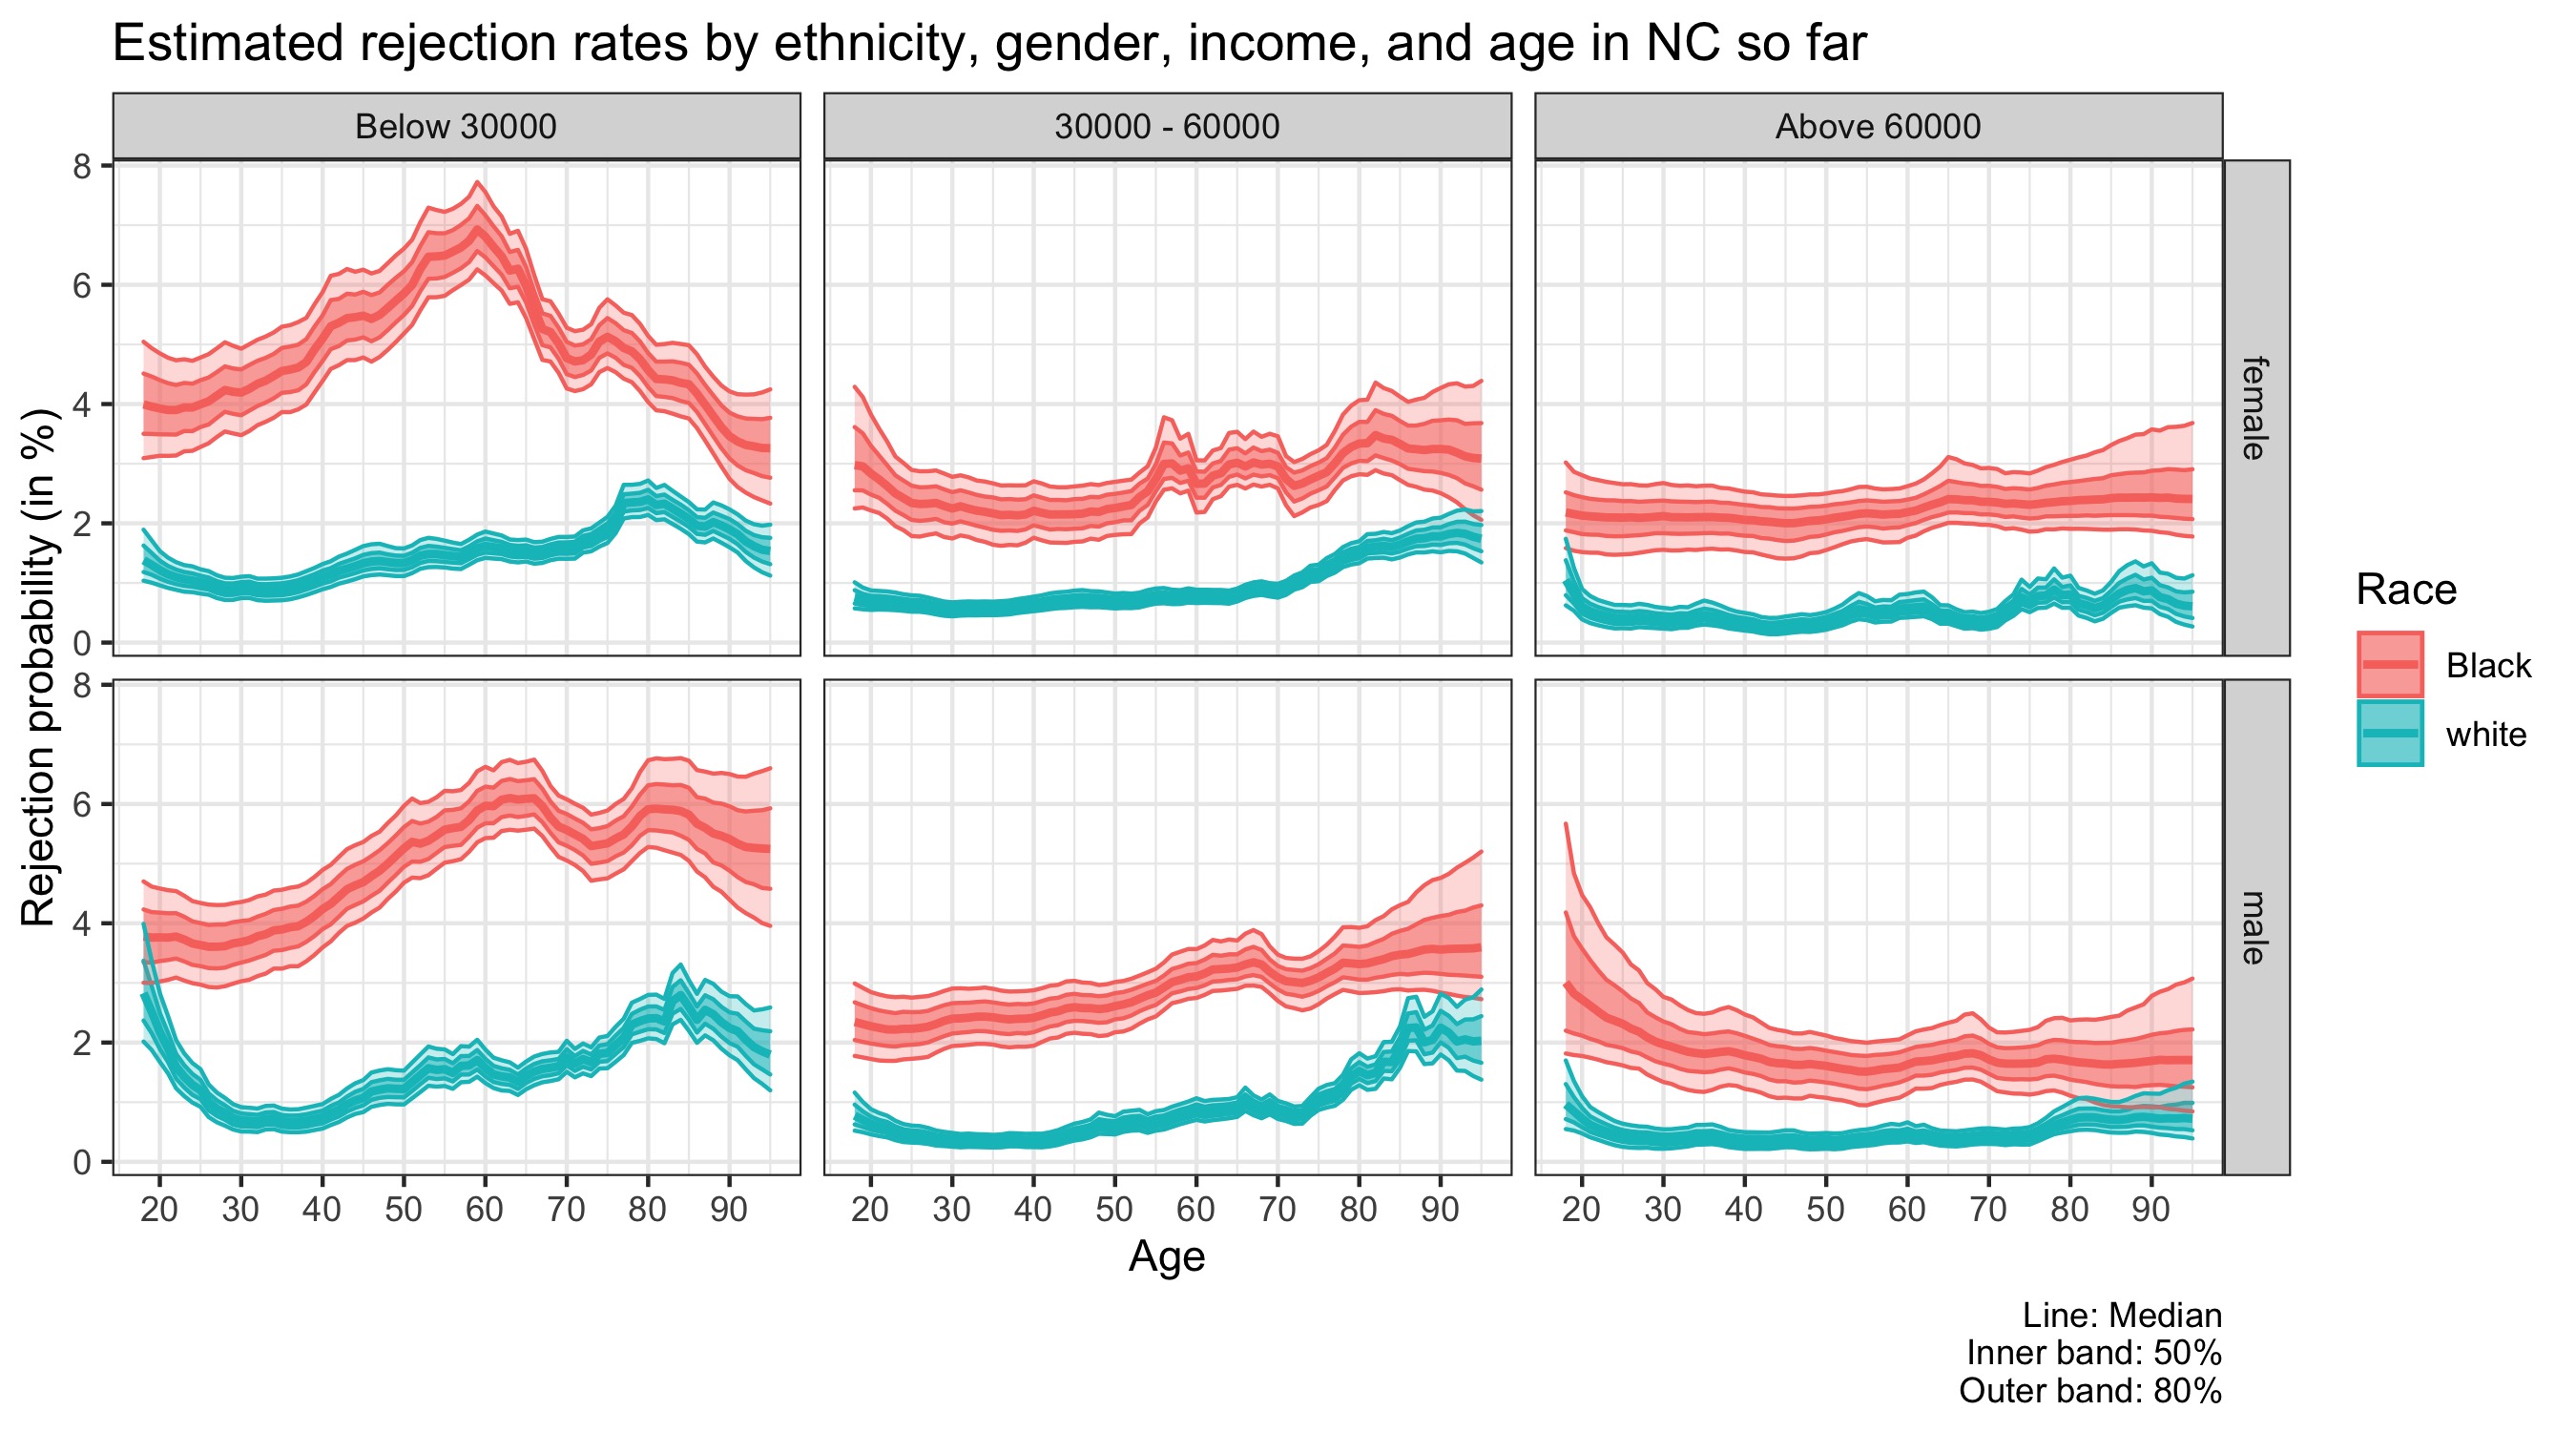 Estimated rejection rates by ethnicity, gender, income, and age in NC so far
Below 30000
30000 - 60000
Above 60000
Rejection probability (in %)
8
6
4
2
0
female
8
6
4
2
0
male
20 30 40 50 60 70 80 90
20 30 40 50 60 70 80 90
20 30 40 50 60 70 80 90
Age
Race
Black
white
Line: Median
Inner band: 50%
Outer band: 80%